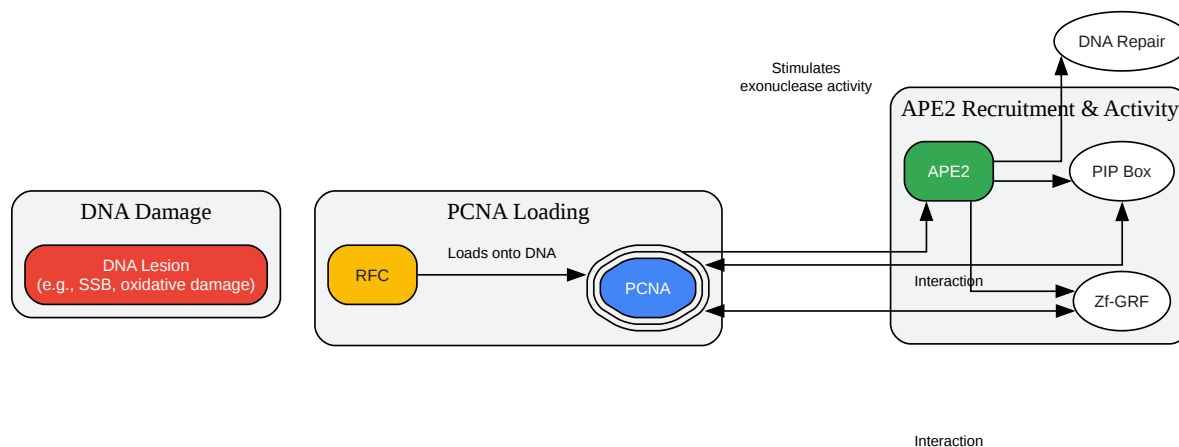 DNA Repair
Stimulates
exonuclease activity
APE2 Recruitment & Activity
APE2
PIP Box
DNA Damage
PCNA Loading
DNA Lesion
(e.g., SSB, oxidative damage)
RFC
Loads onto DNA
PCNA
Interaction
Zf-GRF
Interaction